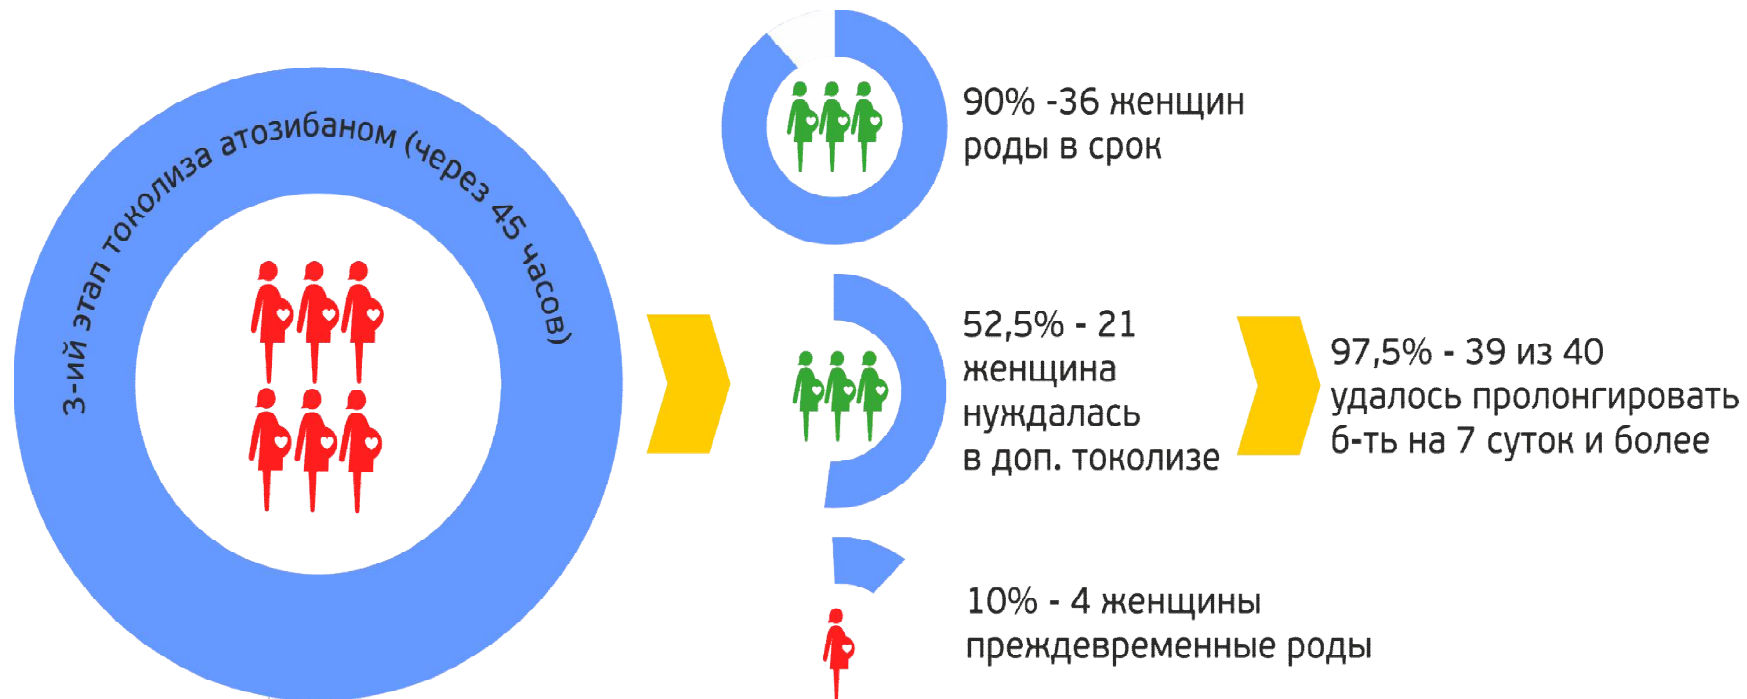 3-ий этап токолиза атозибаном (через 45 часов)
90% -36 женщин
роды в срок
52,5% - 21
женщина
нуждалась
в доп. токолизе
97,5% - 39 из 40
удалось пролонгировать
б-ть на 7 суток и более
10% - 4 женщины
преждевременные роды